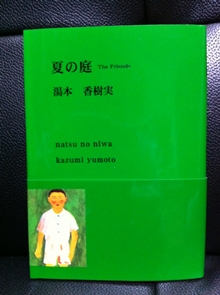 夏の庭 The Friends
湯本 香樹実
natsu no niwa
kazumi yumoto